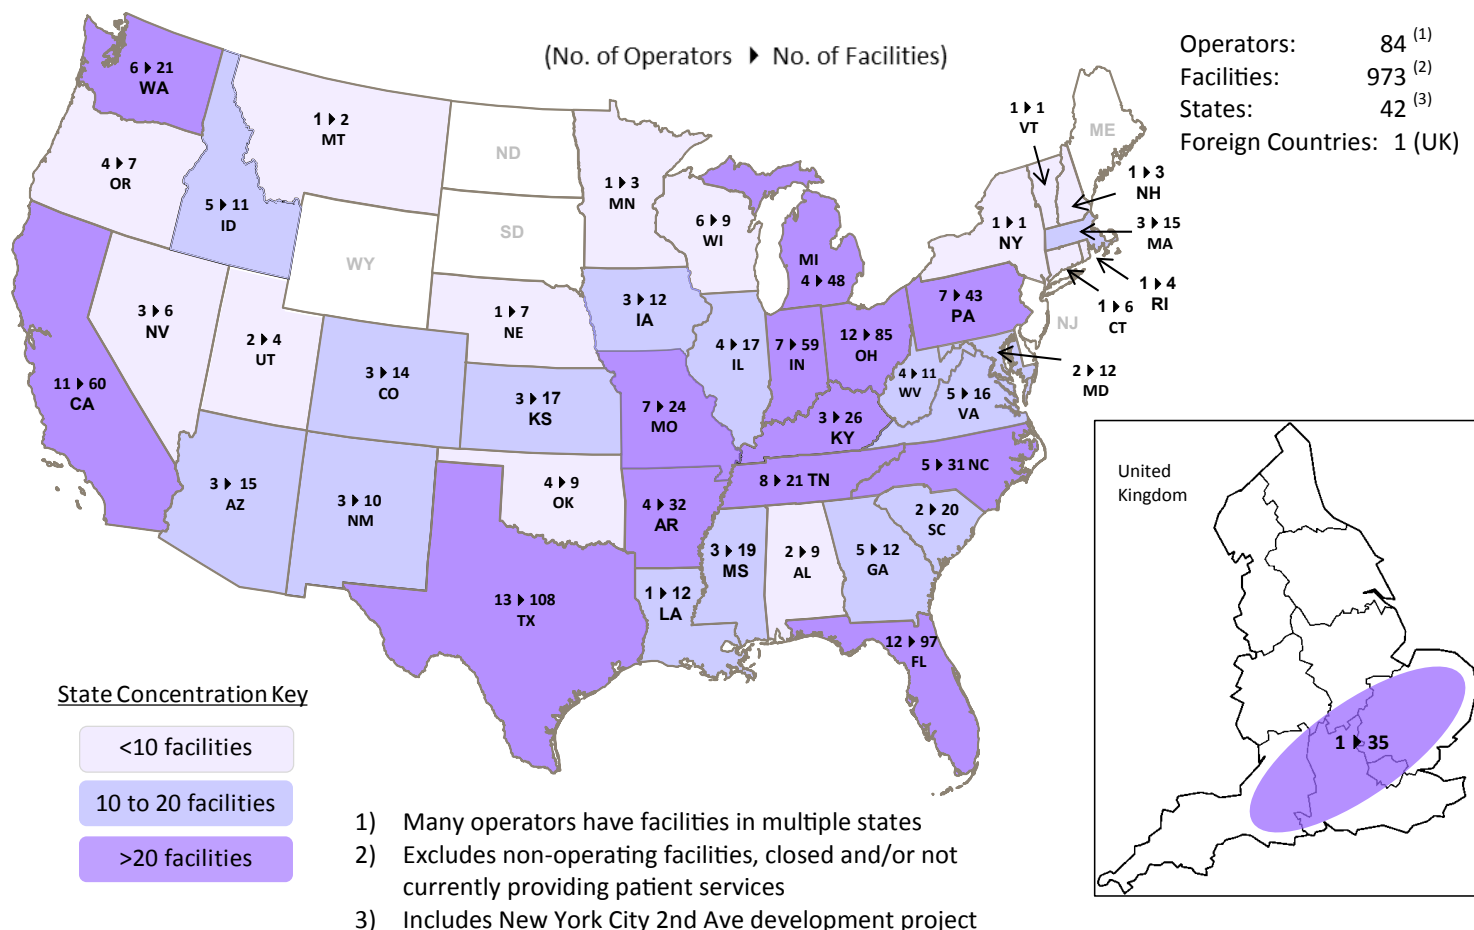 (No. of Operators ▶ No. of Facilities)
Operators: 84 (1)
Facilities: 973 (2)
States: 42 (3)
Foreign Countries: 1 (UK)
6 ▶ 21
WA
4 ▶ 7
OR
5 ▶ 11
ID
1 ▶ 2
MT
ND
SD
WY
1 ▶ 3
MN
6 ▶ 9
WI
MI
4 ▶ 48
1 ▶ 1
VT
ME
1 ▶ 3
NH
3 ▶ 15
MA
1 ▶ 1
NY
1 ▶ 4
RI
1 ▶ 6
CT
NJ
7 ▶ 43
PA
2 ▶ 12
MD
11 ▶ 60
CA
3 ▶ 6
NV
2 ▶ 4
UT
3 ▶ 14
CO
1 ▶ 7
NE
3 ▶ 17
KS
3 ▶ 12
IA
4 ▶ 17
IL
7 ▶ 59
IN
12 ▶ 85
OH
4 ▶ 11
WV
5 ▶ 16
VA
7 ▶ 24
MO
3 ▶ 26
KY
8 ▶ 21 TN
5 ▶ 31 NC
3 ▶ 15
AZ
3 ▶ 10
NM
4 ▶ 9
OK
4 ▶ 32
AR
2 ▶ 20
SC
3 ▶ 19
MS
2 ▶ 9
AL
5 ▶ 12
GA
13 ▶ 108
TX
1 ▶ 12
LA
12 ▶ 97
FL
United
Kingdom
1 ▶ 35
State Concentration Key
<10 facilities
10 to 20 facilities
>20 facilities
1) Many operators have facilities in multiple states
2) Excludes non-operating facilities, closed and/or not
currently providing patient services
3) Includes New York City 2nd Ave development project